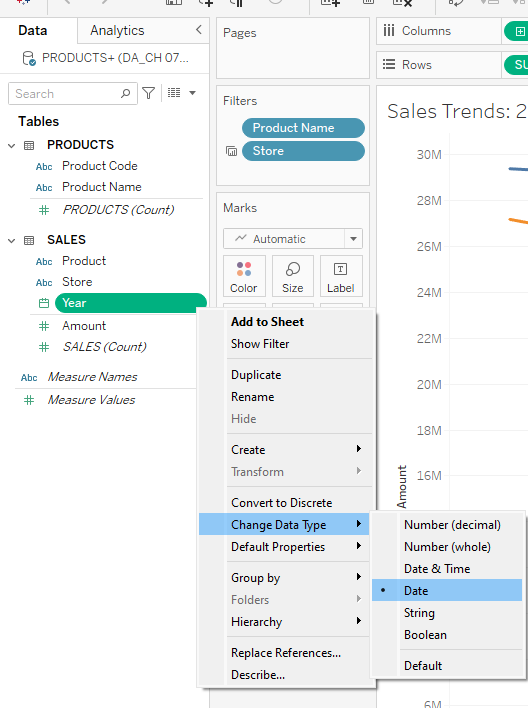 Data
Analytics
PRODUCTS+ (DA_CH 07...
Search
Tables
PRODUCTS
Abc Product Code
Abc Product Name
# PRODUCTS (Count)
SALES
Abc Product
Abc Store
Year
# Amount
# SALES (Count)
Abc Measure Names
# Measure Values
Pages
Filters
Product Name
Store
Marks
Automatic
Color
Size
T
Label
Columns
Rows
SU
Sales Trends: 2
30M
28M
26M
24M
22M
20M
18M
16M
6M
Amount
Add to Sheet
Show Filter
Duplicate
Rename
Hide
Create
Transform
Convert to Discrete
Change Data Type
Default Properties
Group by
Folders
Hierarchy
Replace References...
Describe...
Number (decimal)
Number (whole)
Date & Time
Date
String
Boolean
Default